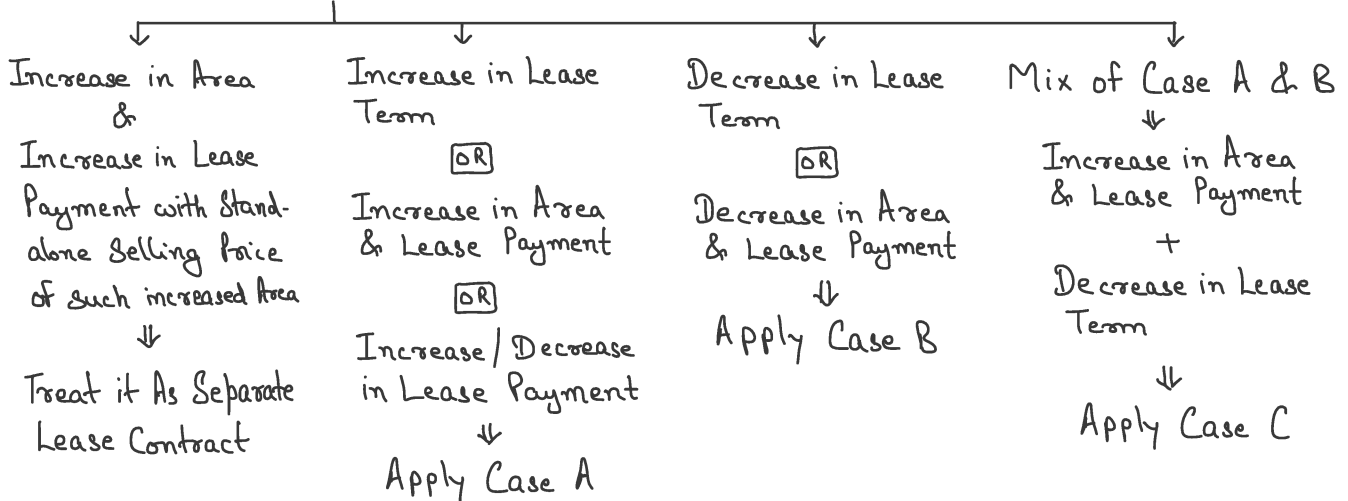 Increase in Area
&
Increase in Lease
Payment with Stand-
alone Selling Price
of such increased Area
⇓
Treat it As Separate
Lease Contract
Increase in Lease
Term
OR
Increase in Area
& Lease Payment
OR
Increase / Decrease
in Lease Payment
⇓
Apply Case A
Decrease in Lease
Term
OR
Decrease in Area
& Lease Payment
⇓
Apply Case B
Mix of Case A & B
⇓
Increase in Area
& Lease Payment
+
Decrease in Lease
Term
⇓
Apply Case C